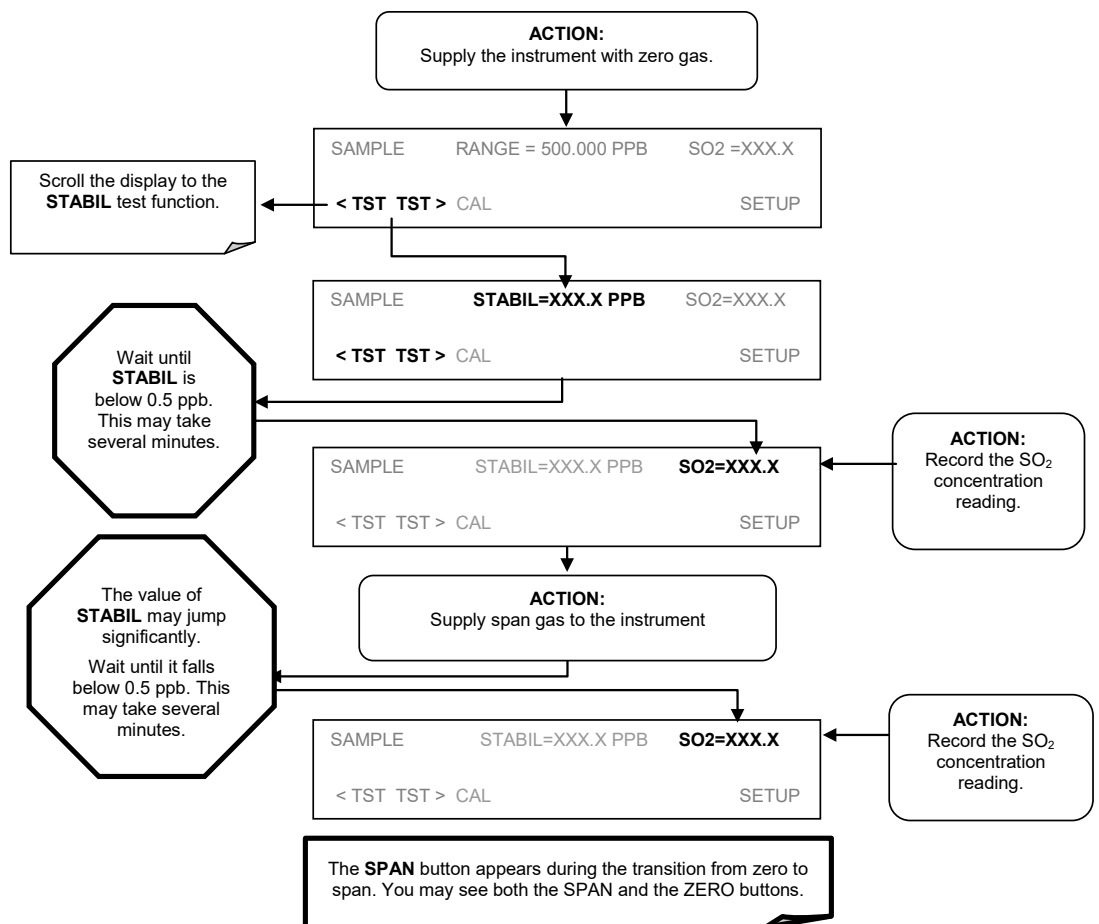 ACTION:
Supply the instrument with zero gas.
SAMPLE RANGE = 500.000 PPB SO2 =XXX.X
< TST TST > CAL SETUP
Scroll the display to the
STABIL test function.
SAMPLE STABIL=XXX.X PPB SO2=XXX.X
< TST TST > CAL SETUP
Wait until
STABIL is
below 0.5 ppb.
This may take
several minutes.
SAMPLE STABIL=XXX.X PPB SO2=XXX.X
< TST TST > CAL SETUP
ACTION:
Record the SO₂
concentration
reading.
ACTION:
Supply span gas to the instrument
The value of
STABIL may jump
significantly.
Wait until it falls
below 0.5 ppb. This
may take several
minutes.
SAMPLE STABIL=XXX.X PPB SO2=XXX.X
< TST TST > CAL SETUP
ACTION:
Record the SO₂
concentration
reading.
The SPAN button appears during the transition from zero to
span. You may see both the SPAN and the ZERO buttons.